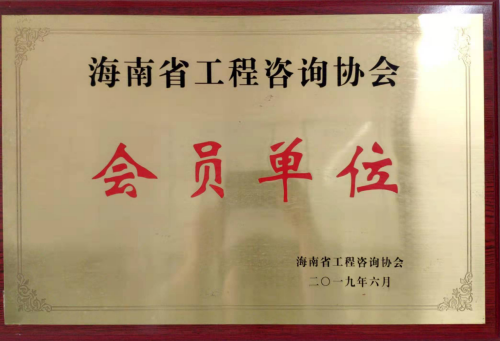 海南省工程咨询协会
会员单位
海南省工程咨询协会
二〇一九年六月